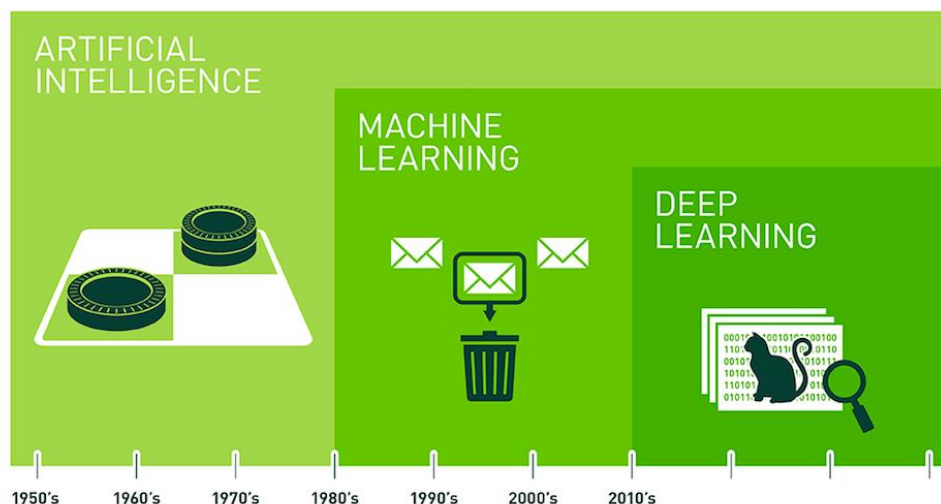 ARTIFICIAL
INTELLIGENCE
MACHINE
LEARNING
DEEP
LEARNING
1950's
1960's
1970's
1980's
1990's
2000's
2010's